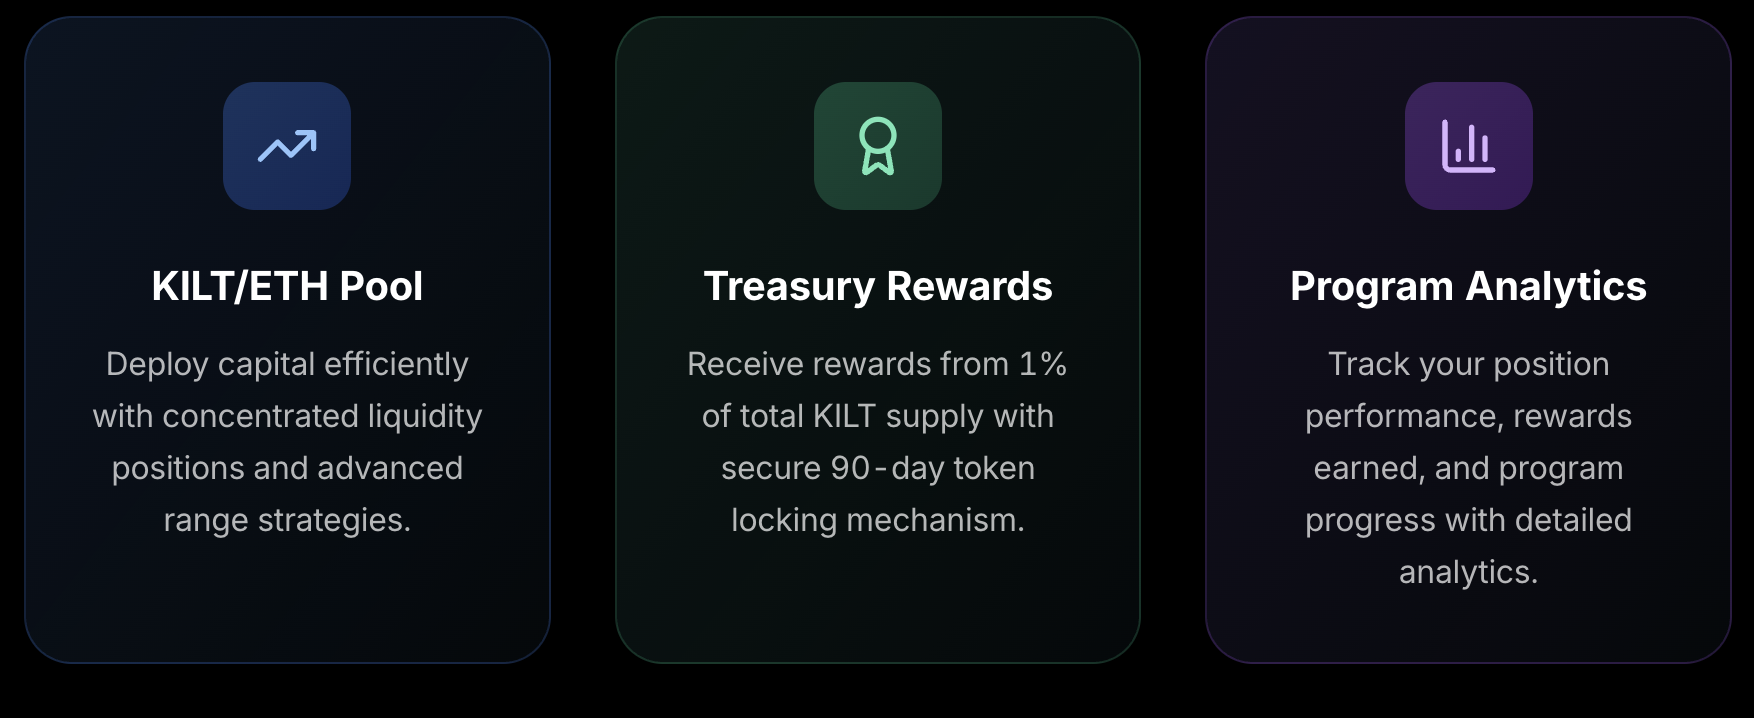 KILT/ETH Pool
Deploy capital efficiently
with concentrated liquidity
positions and advanced
range strategies.
Treasury Rewards
Receive rewards from 1%
of total KILT supply with
secure 90-day token
locking mechanism.
Program Analytics
Track your position
performance, rewards
earned, and program
progress with detailed
analytics.